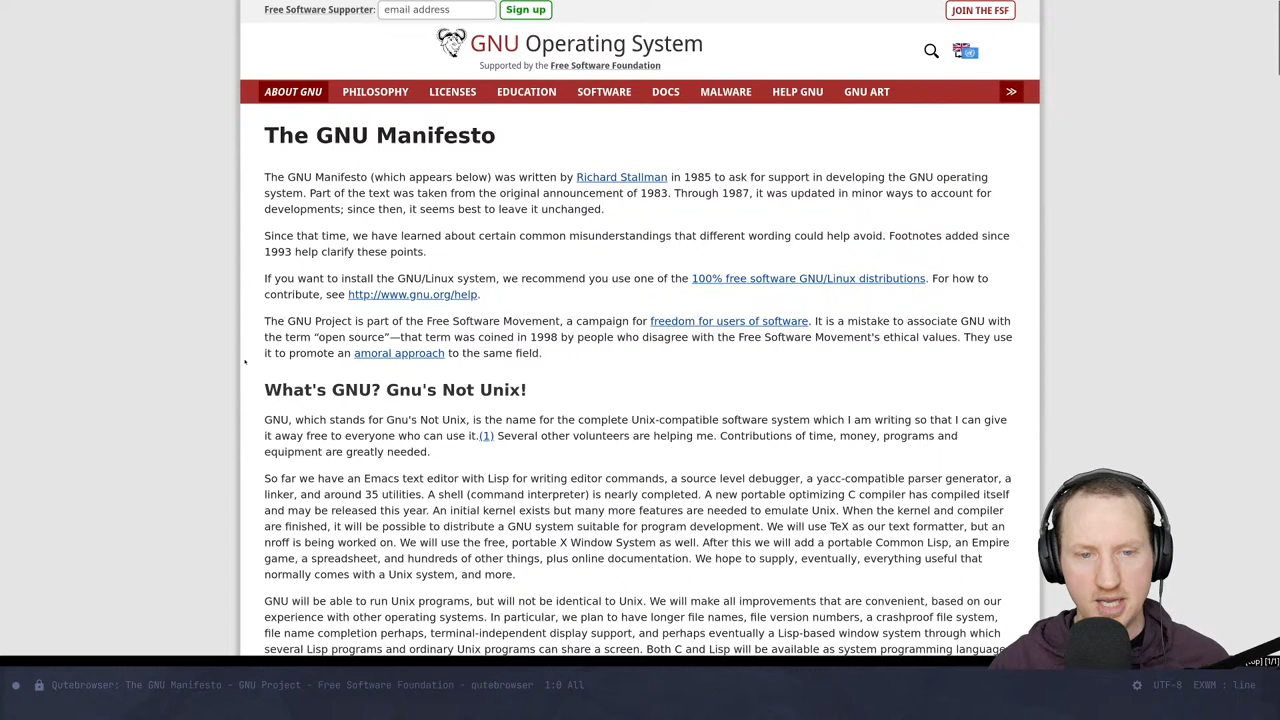 Free Software Supporter: email address Sign up JOIN THE FSF
GNU Operating System
Supported by the Free Software Foundation
ABOUT GNU PHILOSOPHY LICENSES EDUCATION SOFTWARE DOCS MALWARE HELP GNU GNU ART ≫
The GNU Manifesto
The GNU Manifesto (which appears below) was written by Richard Stallman in 1985 to ask for support in developing the GNU operating
system. Part of the text was taken from the original announcement of 1983. Through 1987, it was updated in minor ways to account for
developments; since then, it seems best to leave it unchanged.
Since that time, we have learned about certain common misunderstandings that different wording could help avoid. Footnotes added since
1993 help clarify these points.
If you want to install the GNU/Linux system, we recommend you use one of the 100% free software GNU/Linux distributions. For how to
contribute, see http://www.gnu.org/help.
The GNU Project is part of the Free Software Movement, a campaign for freedom for users of software. It is a mistake to associate GNU with
the term “open source”—that term was coined in 1998 by people who disagree with the Free Software Movement's ethical values. They use
it to promote an amoral approach to the same field.
What's GNU? Gnu's Not Unix!
GNU, which stands for Gnu's Not Unix, is the name for the complete Unix-compatible software system which I am writing so that I can give
it away free to everyone who can use it.(1) Several other volunteers are helping me. Contributions of time, money, programs and
equipment are greatly needed.
So far we have an Emacs text editor with Lisp for writing editor commands, a source level debugger, a yacc-compatible parser generator, a
linker, and around 35 utilities. A shell (command interpreter) is nearly completed. A new portable optimizing C compiler has compiled itself
and may be released this year. An initial kernel exists but many more features are needed to emulate Unix. When the kernel and compiler
are finished, it will be possible to distribute a GNU system suitable for program development. We will use TeX as our text formatter, but an
nroff is being worked on. We will use the free, portable X Window System as well. After this we will add a portable Common Lisp, an Empire
game, a spreadsheet, and hundreds of other things, plus online documentation. We hope to supply, eventually, everything useful that
normally comes with a Unix system, and more.
GNU will be able to run Unix programs, but will not be identical to Unix. We will make all improvements that are convenient, based on our
experience with other operating systems. In particular, we plan to have longer file names, file version numbers, a crashproof file system,
file name completion perhaps, terminal-independent display support, and perhaps eventually a Lisp-based window system through which
several Lisp programs and ordinary Unix programs can share a screen. Both C and Lisp will be available as system programming language
[top] [1/1]
Qutebrowser: The GNU Manifesto - GNU Project - Free Software Foundation - qutebrowser 1:0 All UTF-8 EXWM : line